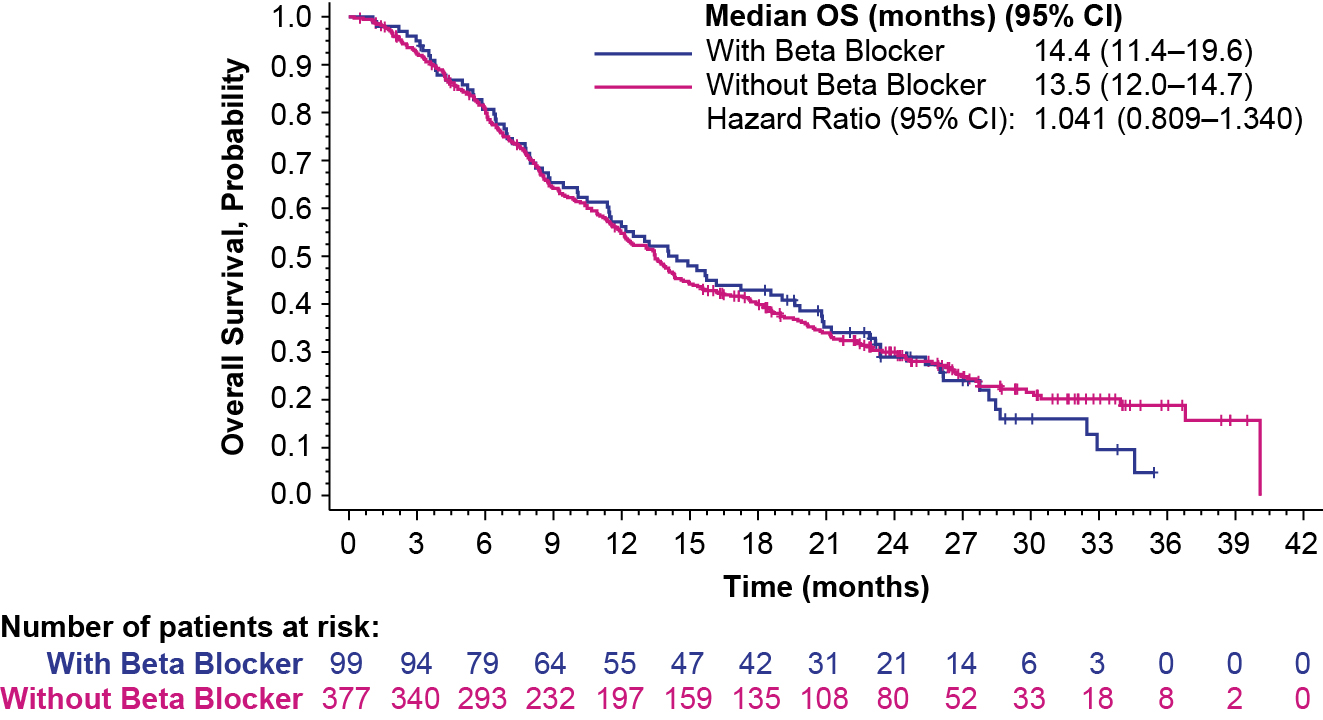 Median OS (months) (95% CI)
With Beta Blocker 14.4 (11.4–19.6)
Without Beta Blocker 13.5 (12.0–14.7)
Hazard Ratio (95% CI): 1.041 (0.809–1.340)
Overall Survival, Probability
1.0
0.9
0.8
0.7
0.6
0.5
0.4
0.3
0.2
0.1
0.0
0 3 6 9 12 15 18 21 24 27 30 33 36 39 42
Time (months)
Number of patients at risk:
With Beta Blocker 99 94 79 64 55 47 42 31 21 14 6 3 0 0 0
Without Beta Blocker 377 340 293 232 197 159 135 108 80 52 33 18 8 2 0